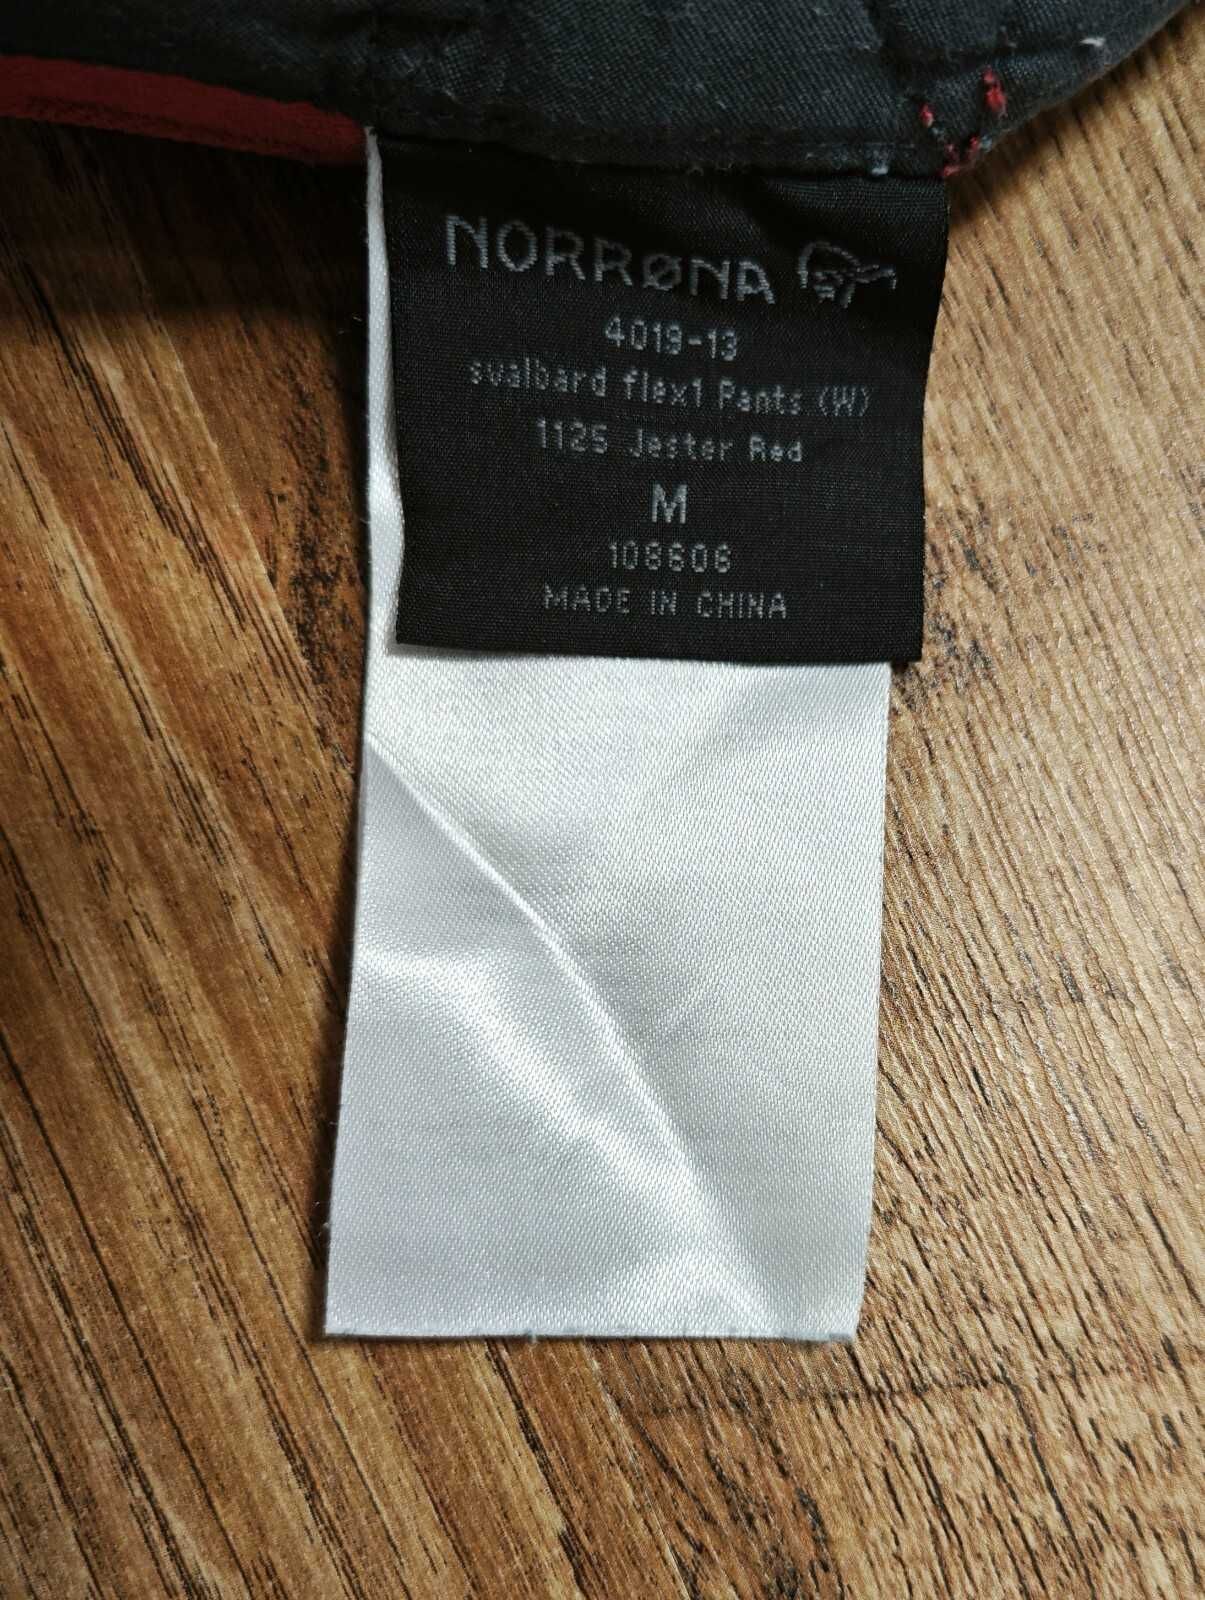 NORRØNA
4019-13
svalbard flex1 Pants (W)
1125 Jester Red
M
108606
MADE IN CHINA